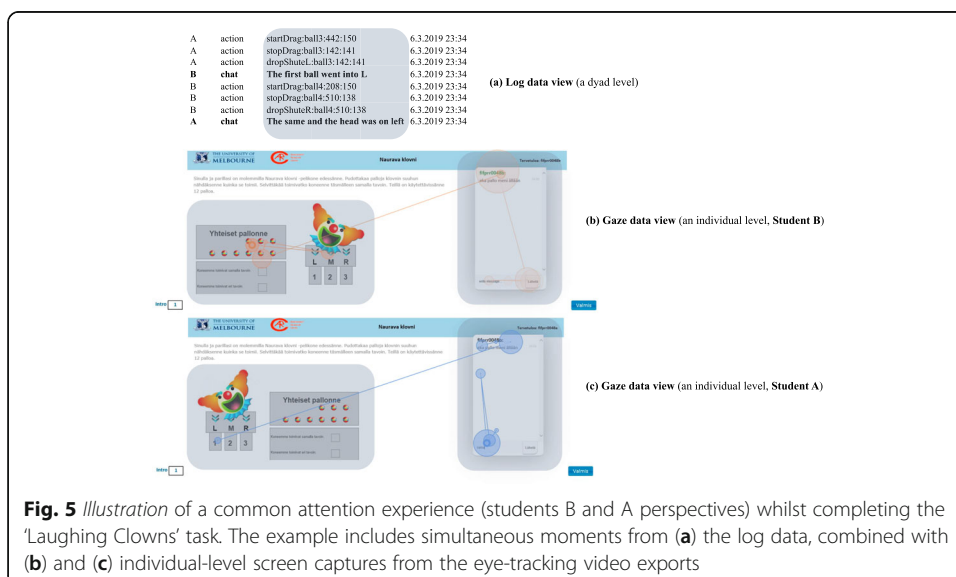 A action startDrag:ball3:442:150 6.3.2019 23:34
A action stopDrag:ball3:142:141 6.3.2019 23:34
A action dropShuteL:ball3:142:141 6.3.2019 23:34
B chat The first ball went into L 6.3.2019 23:34
B action startDrag:ball4:208:150 6.3.2019 23:34
B action stopDrag:ball4:510:138 6.3.2019 23:34
B action dropShuteR:ball4:510:138 6.3.2019 23:34
A chat The same and the head was on left 6.3.2019 23:34
(a) Log data view (a dyad level)
THE UNIVERSITY OF
MELBOURNE
Naurava klovni
Yhteiset pallonne
L M R
1 2 3
Intro 1
Valmis
(b) Gaze data view (an individual level, Student B)
THE UNIVERSITY OF
MELBOURNE
Naurava klovni
L M R
1 2 3
Yhteiset pallonne
Intro 1
Valmis
(c) Gaze data view (an individual level, Student A)
Fig. 5 Illustration of a common attention experience (students B and A perspectives) whilst completing the
‘Laughing Clowns’ task. The example includes simultaneous moments from (a) the log data, combined with
(b) and (c) individual-level screen captures from the eye-tracking video exports